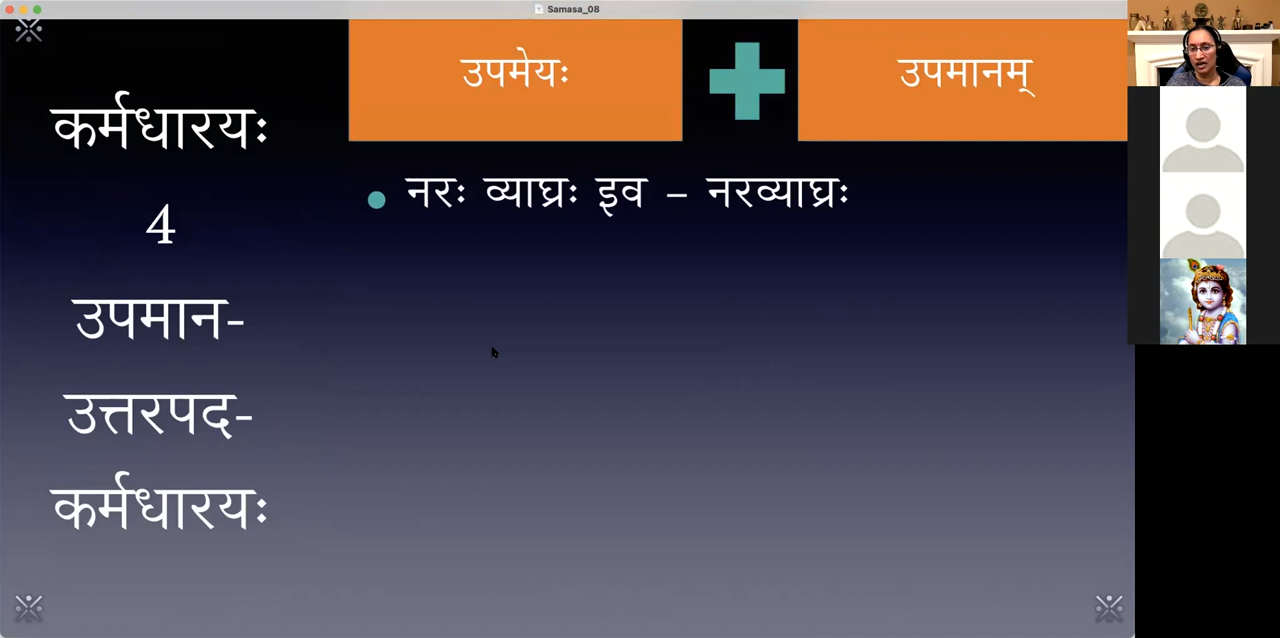 Samasa_08
कर्मधारयः
4
उपमान-
उत्तरपद-
कर्मधारयः
उपमेयः
उपमानम्
नरः व्याघ्रः इव – नरव्याघ्रः